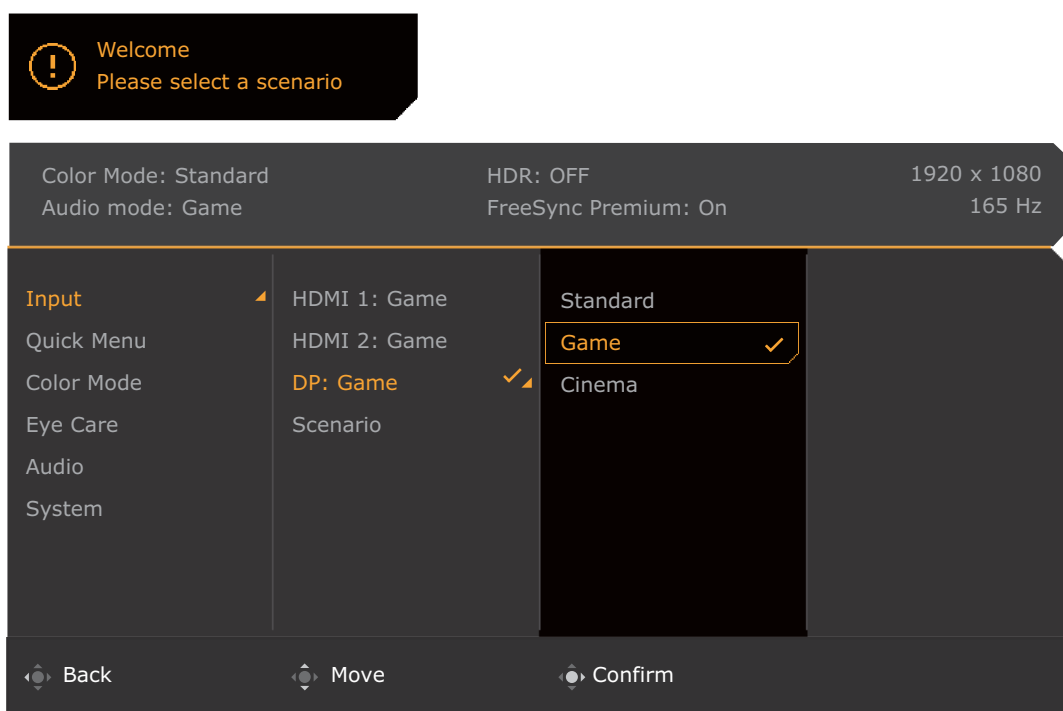 Welcome
Please select a scenario
Color Mode: Standard
HDR: OFF
1920 x 1080
Audio mode: Game
FreeSync Premium: On
165 Hz
Input
Quick Menu
Color Mode
Eye Care
Audio
System
HDMI 1: Game
HDMI 2: Game
DP: Game
Scenario
Standard
Game
Cinema
Back
Move
Confirm